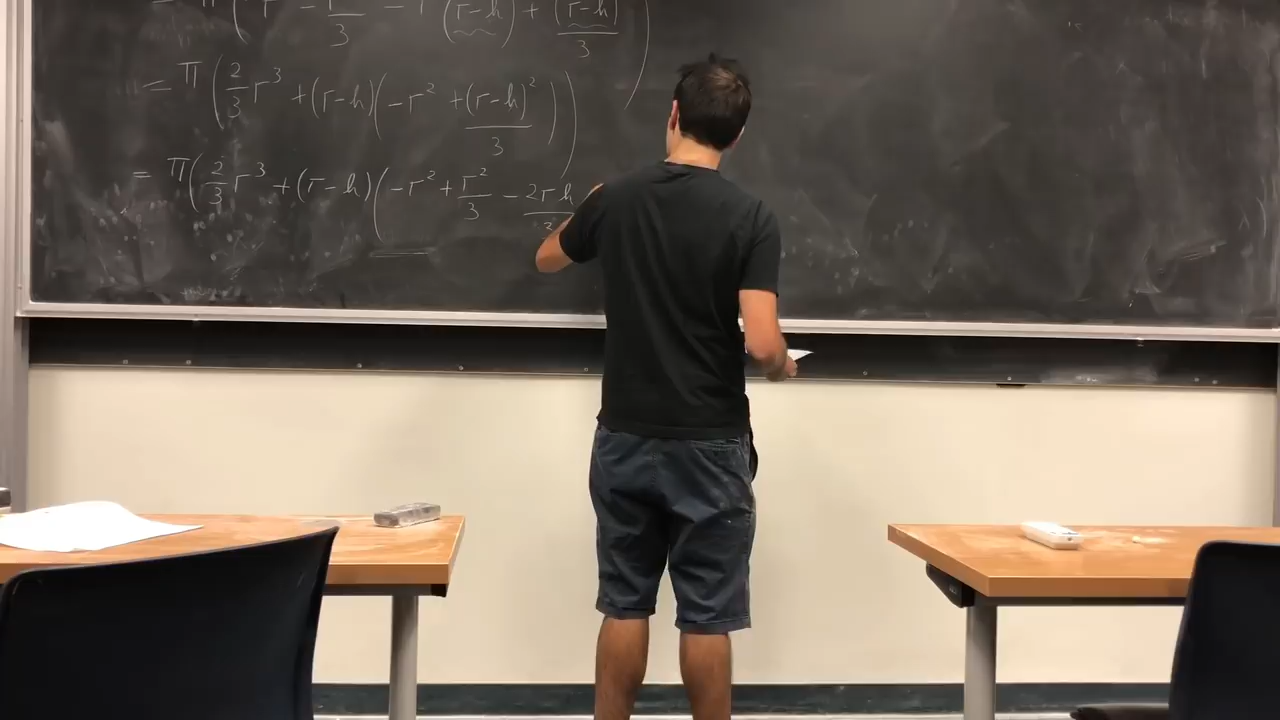 = π ( r - r/3 - r (r-h) + (r-h)/3 )
= π ( 2/3 r³ + (r-h) ( -r² + (r-h)²/3 ) )
= π ( 2/3 r³ + (r-h) ( -r² + r²/3 - 2rh/3